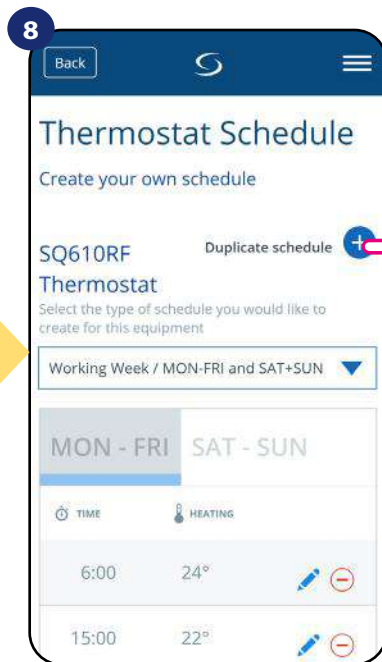 8
Back
Thermostat Schedule
Create your own schedule
SQ610RF
Thermostat
Duplicate schedule
Select the type of schedule you would like to
create for this equipment
Working Week / MON-FRI and SAT+SUN
MON - FRI SAT - SUN
TIME HEATING
6:00 24°
15:00 22°